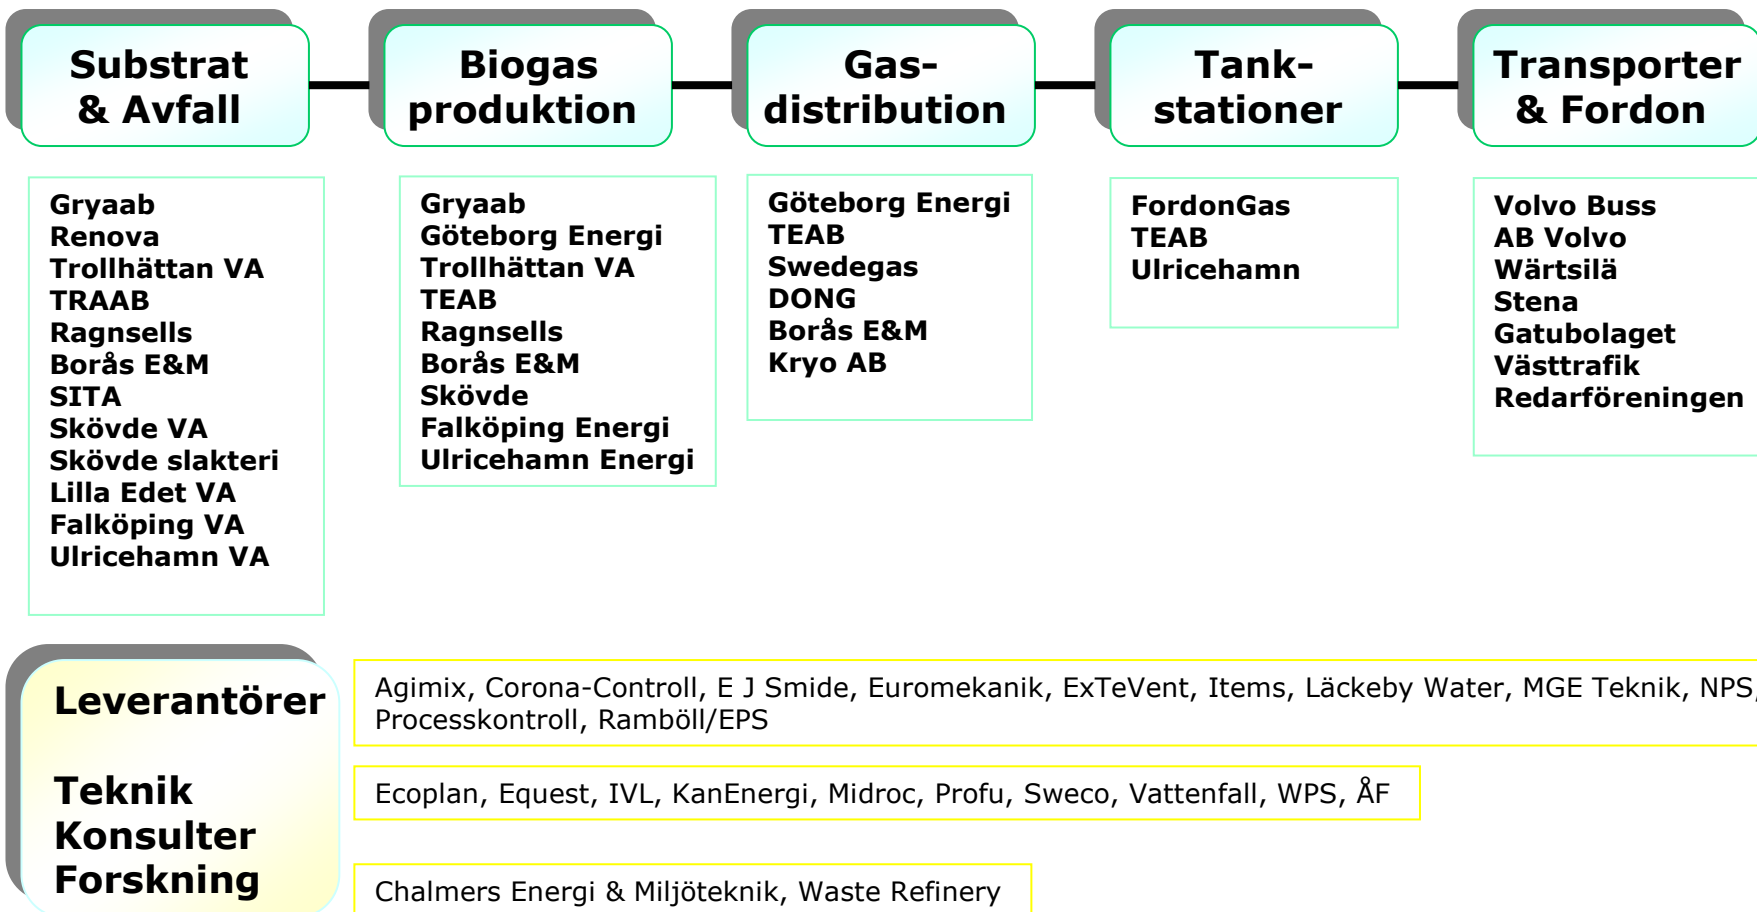 Substrat
& Avfall
Biogas
produktion
Gas-
distribution
Tank-
stationer
Transporter
& Fordon
Gryaab
Renova
Trollhättan VA
TRAAB
Ragnsells
Borås E&M
SITA
Skövde VA
Skövde slakteri
Lilla Edet VA
Falköping VA
Ulricehamn VA
Gryaab
Göteborg Energi
Trollhättan VA
TEAB
Ragnsells
Borås E&M
Skövde
Falköping Energi
Ulricehamn Energi
Göteborg Energi
TEAB
Swedegas
DONG
Borås E&M
Kryo AB
FordonGas
TEAB
Ulricehamn
Volvo Buss
AB Volvo
Wärtsilä
Stena
Gatubolaget
Västtrafik
Redarföreningen
Leverantörer
Agimix, Corona-Controll, E J Smide, Euromekanik, ExTeVent, Items, Läckeby Water, MGE Teknik, NPS,
Processkontroll, Ramböll/EPS
Teknik
Konsulter
Forskning
Ecoplan, Equest, IVL, KanEnergi, Midroc, Profu, Sweco, Vattenfall, WPS, ÅF
Chalmers Energi & Miljöteknik, Waste Refinery